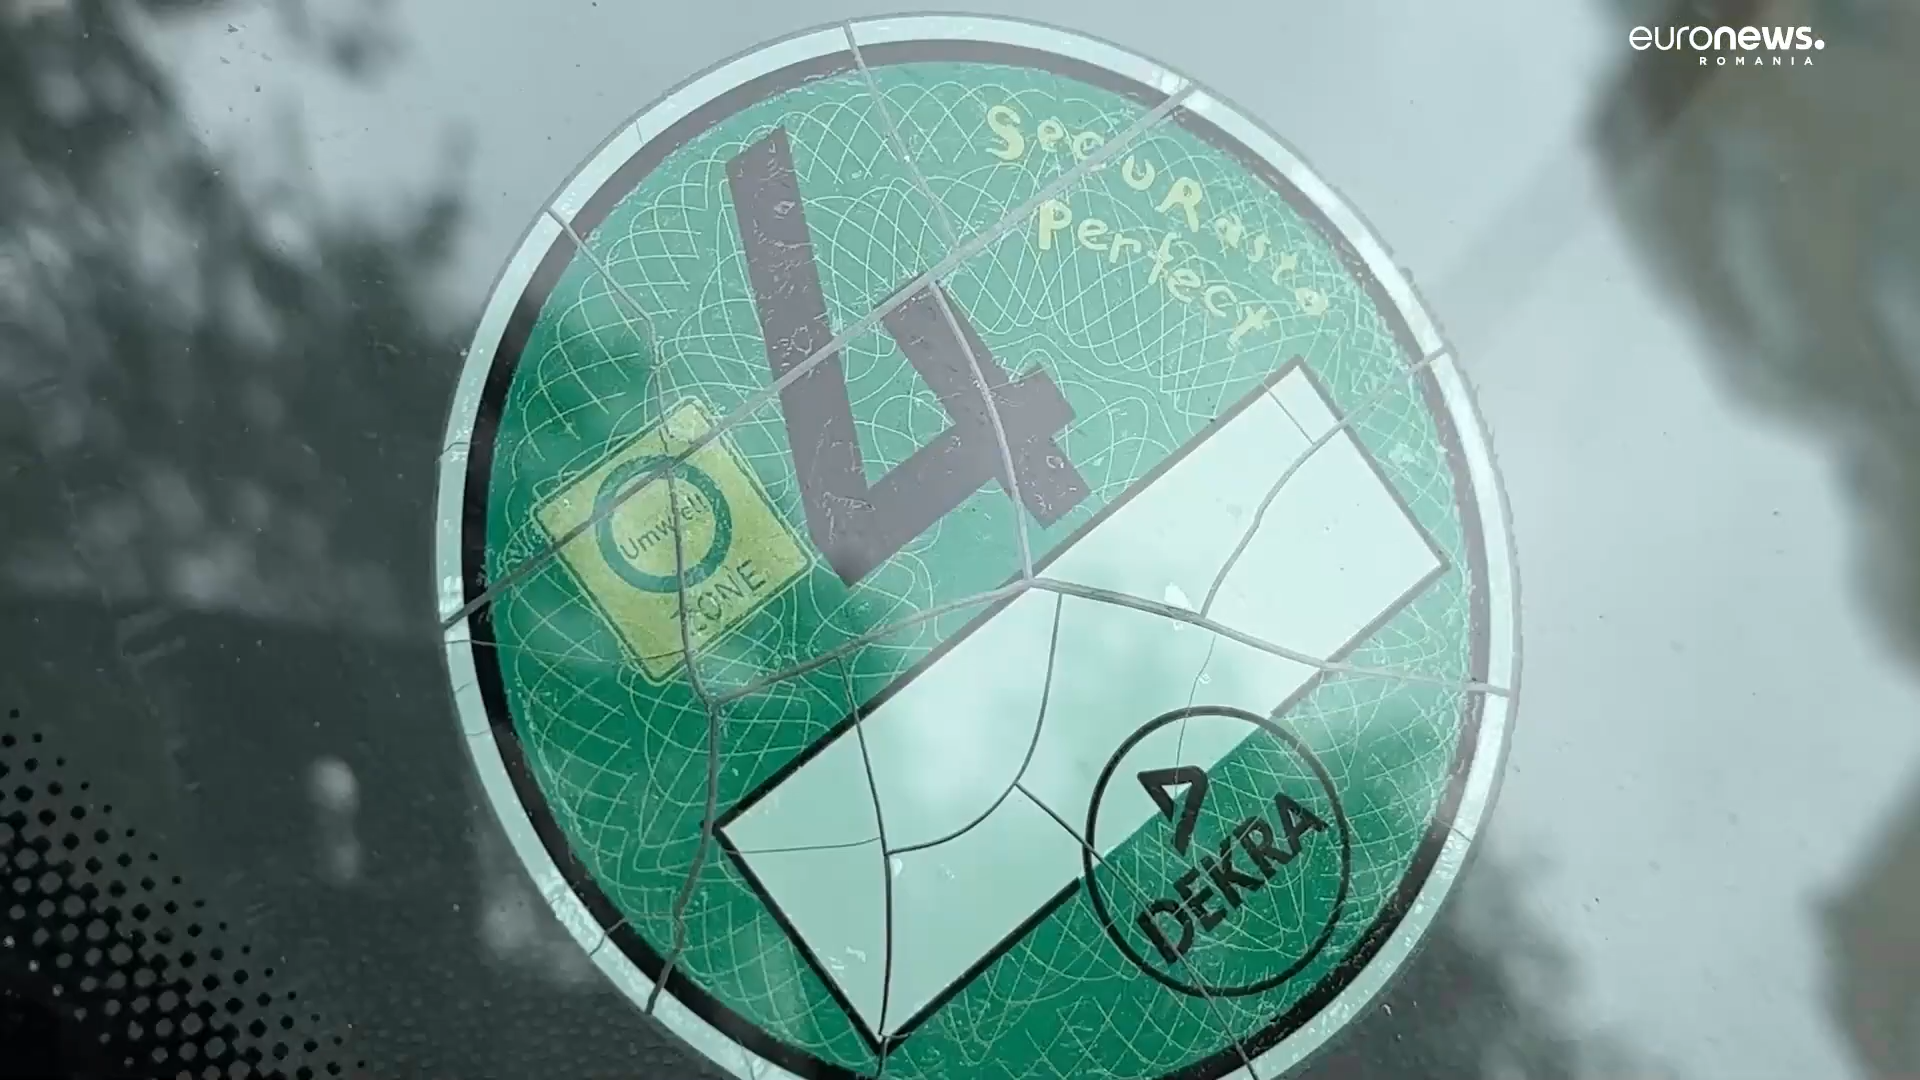 euronews.
ROMANIA
SecuRasta
Perfect
4
Umwelt
ZONE
DEKRA